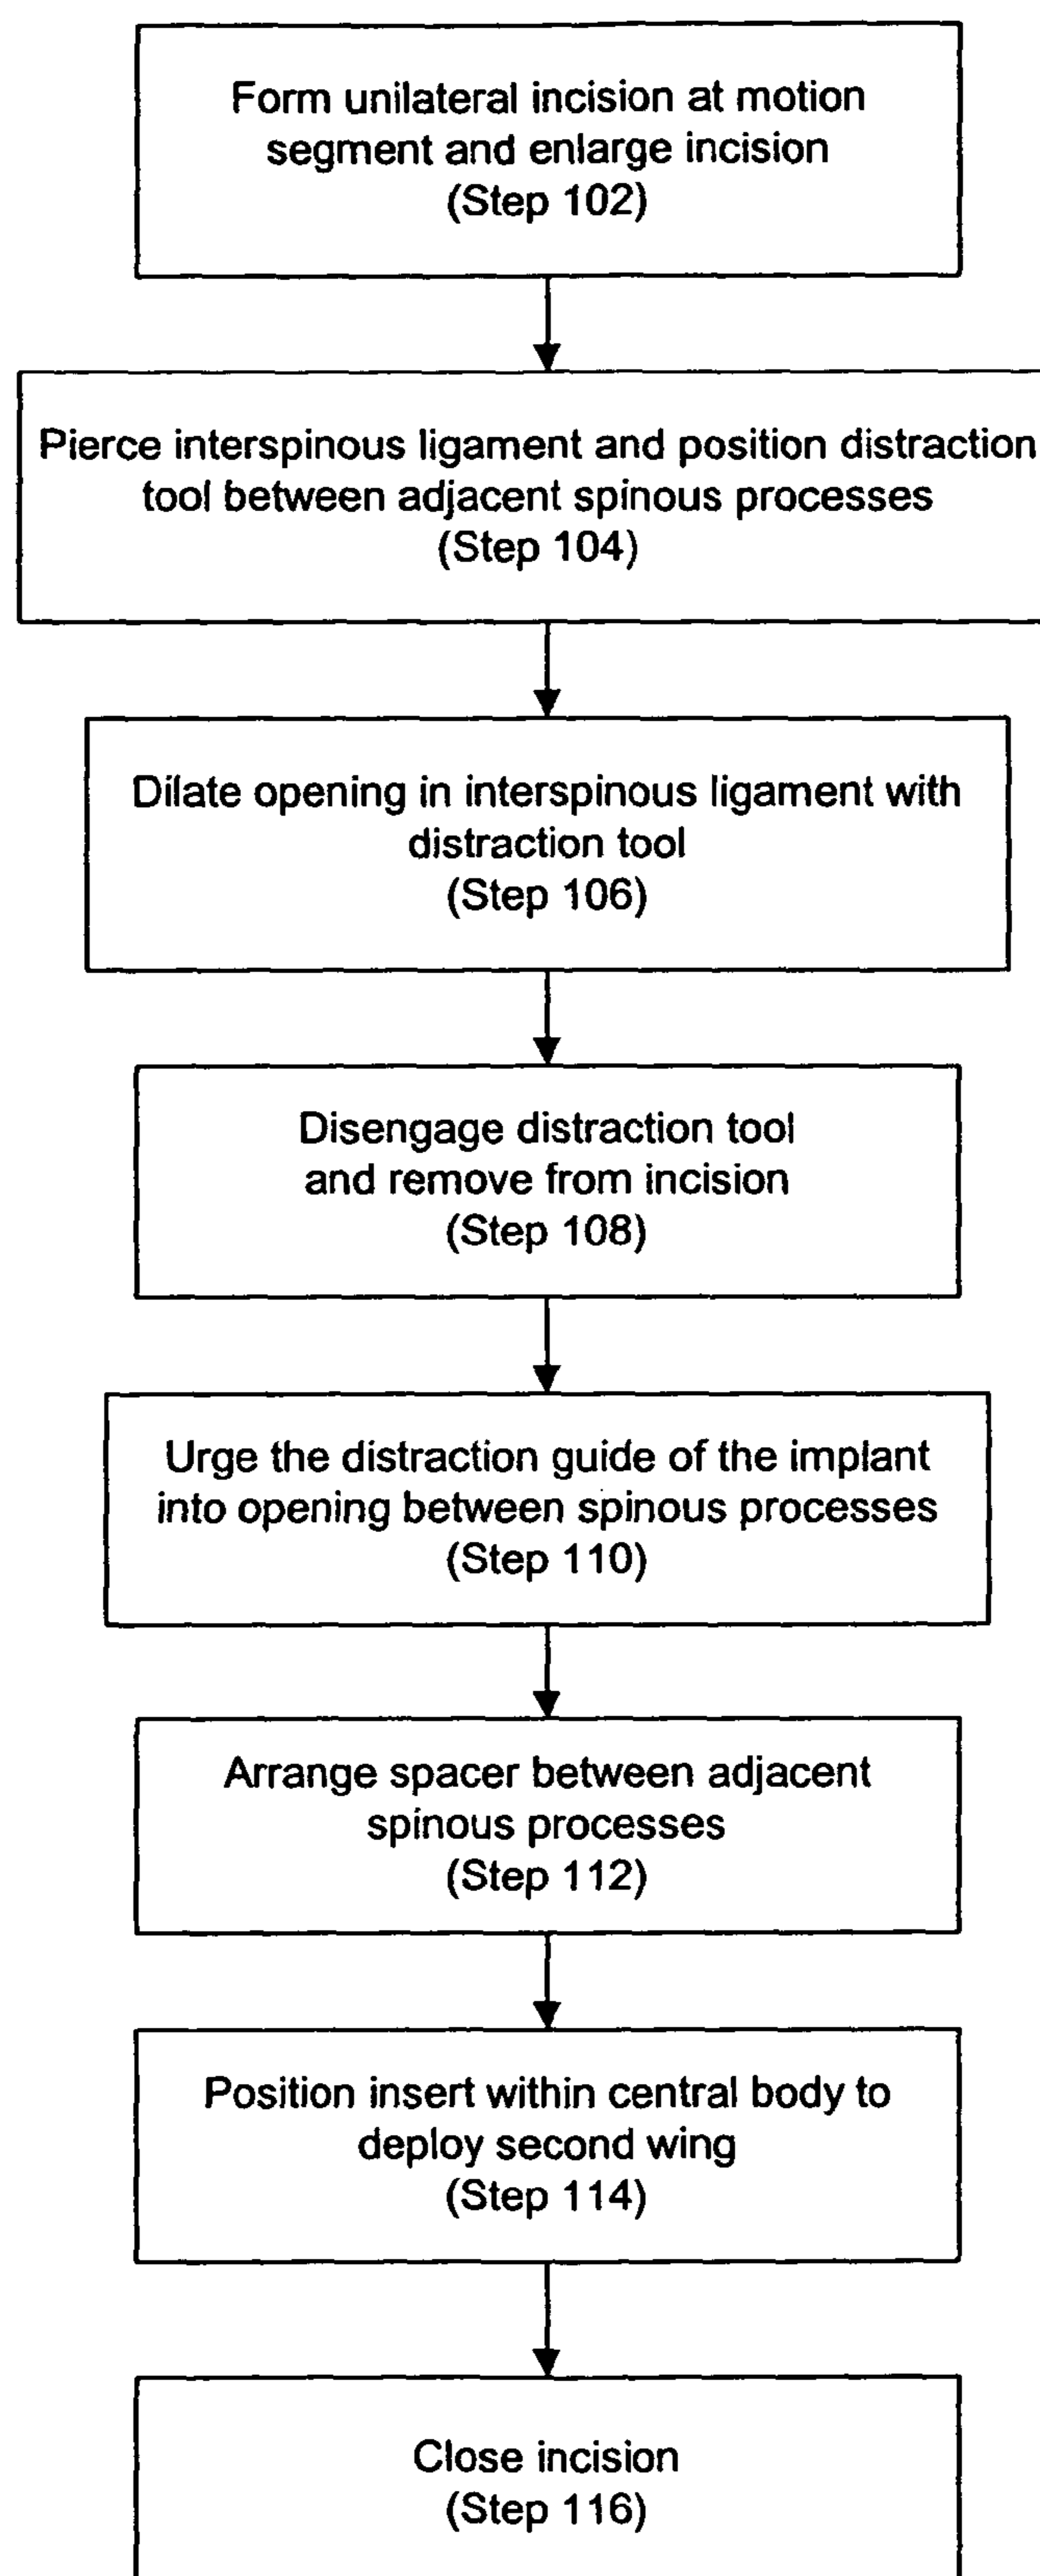 Form unilateral incision at motion
segment and enlarge incision
(Step 102)
Pierce interspinous ligament and position distraction
tool between adjacent spinous processes
(Step 104)
Dilate opening in interspinous ligament with
distraction tool
(Step 106)
Disengage distraction tool
and remove from incision
(Step 108)
Urge the distraction guide of the implant
into opening between spinous processes
(Step 110)
Arrange spacer between adjacent
spinous processes
(Step 112)
Position insert within central body to
deploy second wing
(Step 114)
Close incision
(Step 116)